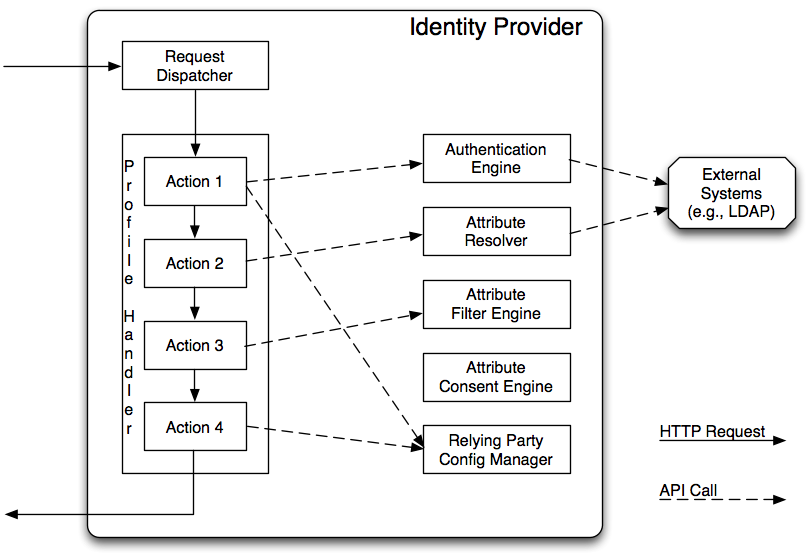 Identity Provider
Request
Dispatcher
Profile Handler
Action 1
Action 2
Action 3
Action 4
Authentication
Engine
Attribute
Resolver
Attribute
Filter Engine
Attribute
Consent Engine
Relying Party
Config Manager
External
Systems
(e.g., LDAP)
HTTP Request
API Call